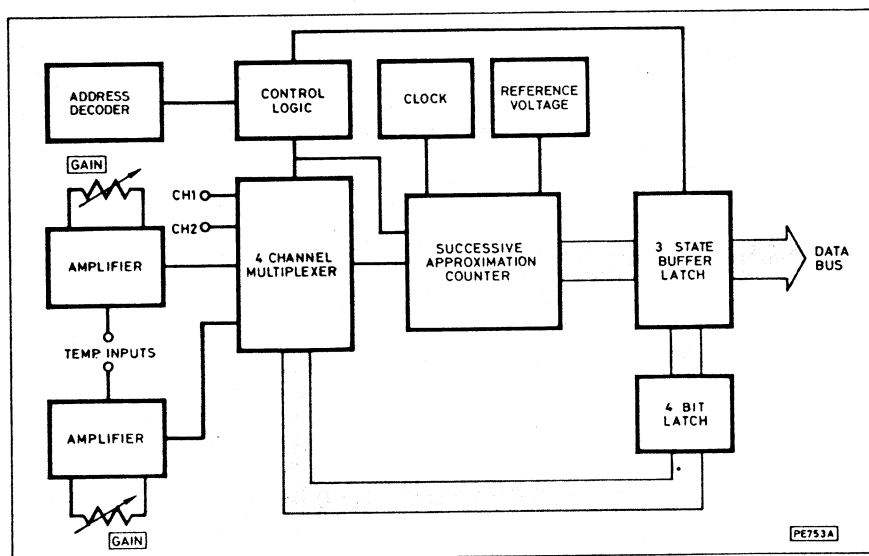 ADDRESS
DECODER
CONTROL
LOGIC
CLOCK
REFERENCE
VOLTAGE
GAIN
CH1
CH2
AMPLIFIER
4 CHANNEL
MULTIPLEXER
SUCCESSIVE
APPROXIMATION
COUNTER
3 STATE
BUFFER
LATCH
DATA
BUS
TEMP. INPUTS
AMPLIFIER
4 BIT
LATCH
GAIN
PE753A